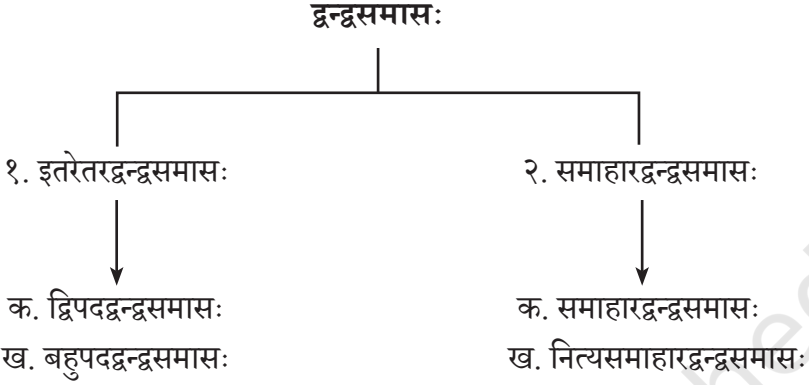 द्वन्द्वसमासः
१. इतरेतरद्वन्द्वसमासः
२. समाहारद्वन्द्वसमासः
क. द्विपदद्वन्द्वसमासः
ख. बहुपदद्वन्द्वसमासः
क. समाहारद्वन्द्वसमासः
ख. नित्यसमाहारद्वन्द्वसमासः